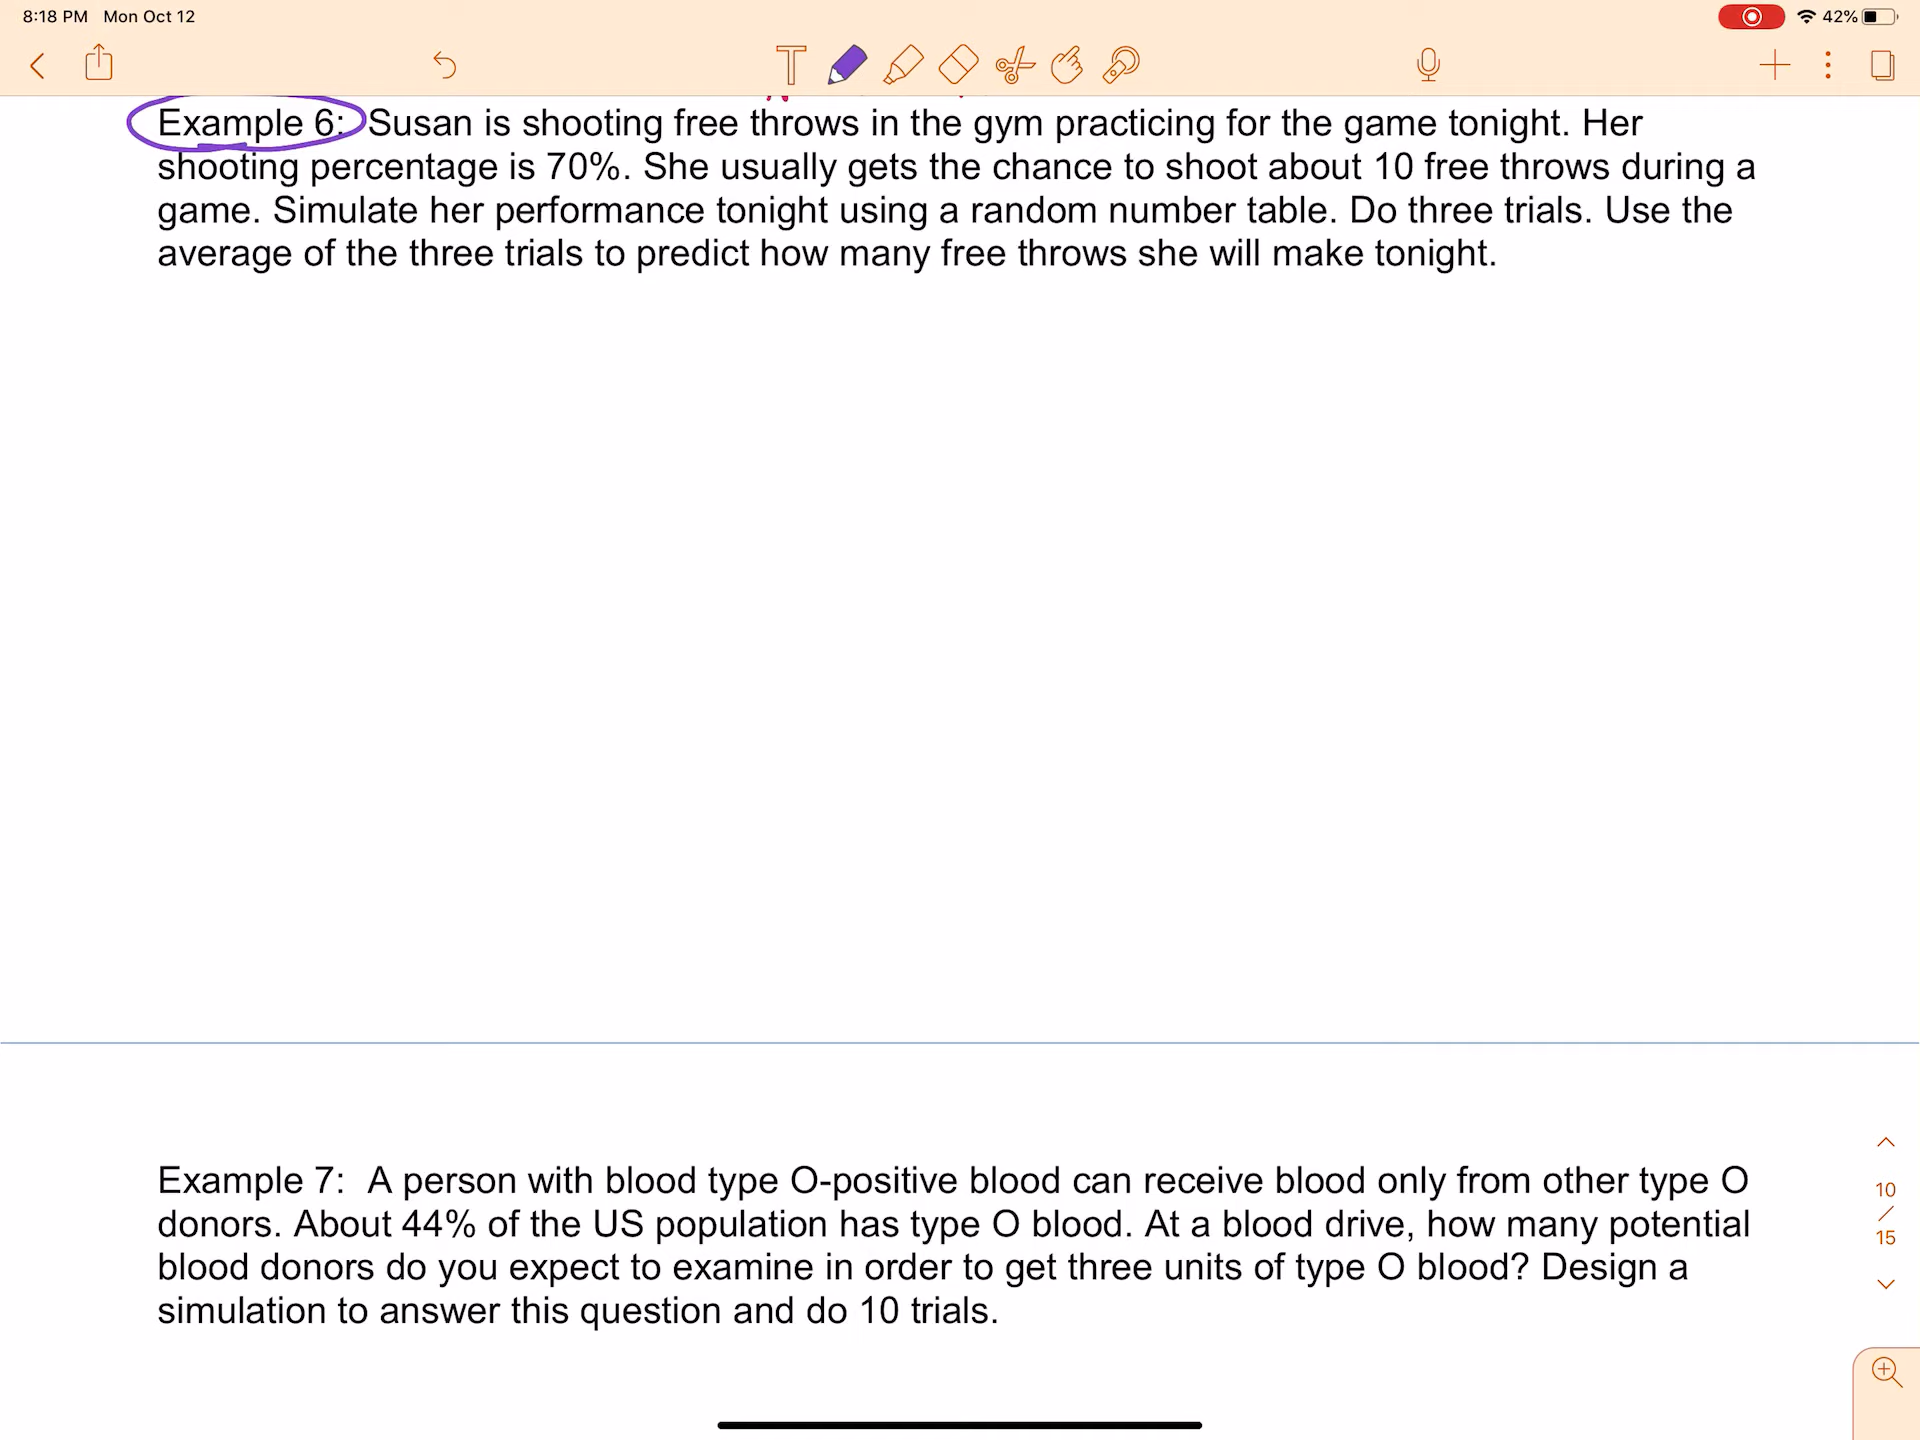 8:18 PM Mon Oct 12
42%
T
Example 6: Susan is shooting free throws in the gym practicing for the game tonight. Her
shooting percentage is 70%. She usually gets the chance to shoot about 10 free throws during a
game. Simulate her performance tonight using a random number table. Do three trials. Use the
average of the three trials to predict how many free throws she will make tonight.
Example 7: A person with blood type O-positive blood can receive blood only from other type O
donors. About 44% of the US population has type O blood. At a blood drive, how many potential
blood donors do you expect to examine in order to get three units of type O blood? Design a
simulation to answer this question and do 10 trials.
10
/
15